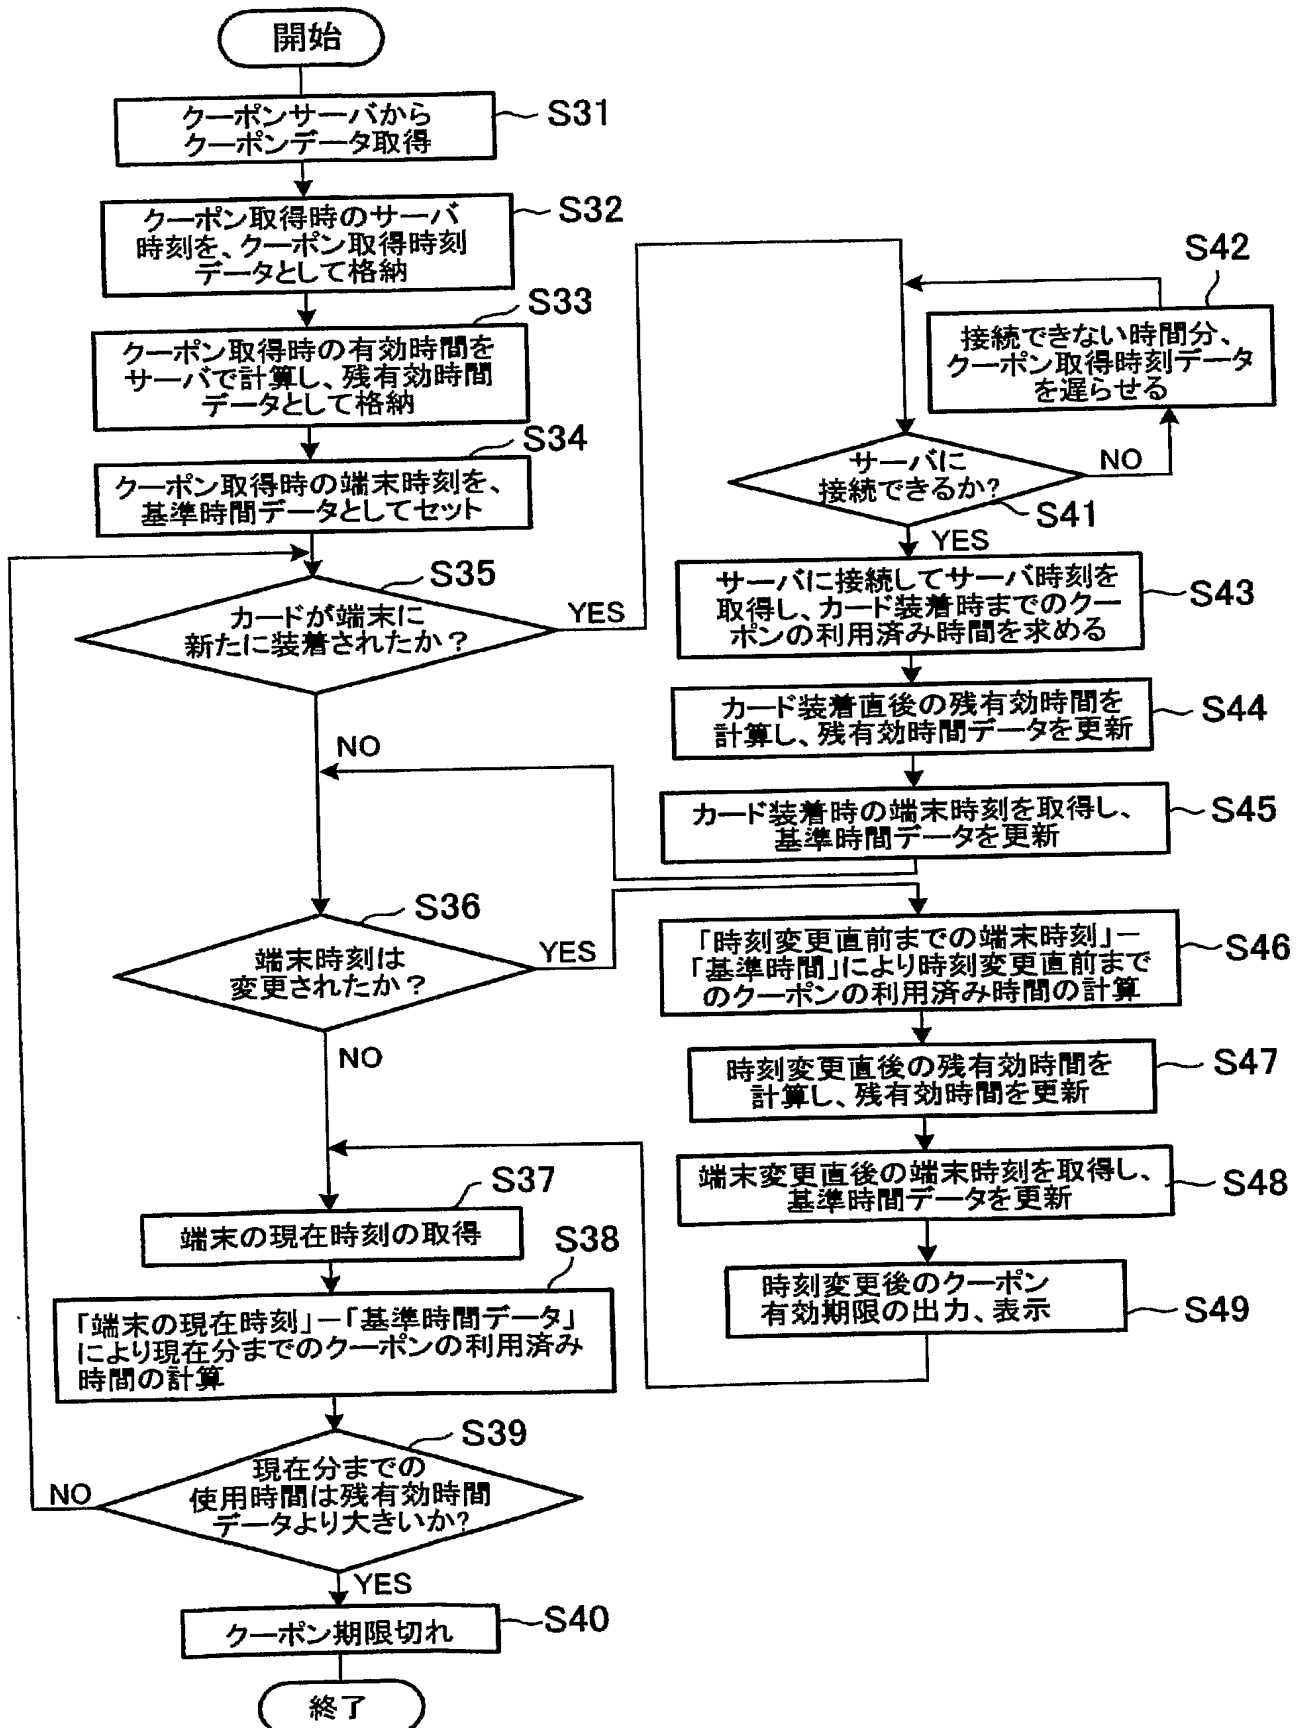 開始
クーポンサーバから
クーポンデータ取得
S31
クーポン取得時のサーバ
時刻を、クーポン取得時刻
データとして格納
S32
クーポン取得時の有効時間を
サーバで計算し、残有効時間
データとして格納
S33
クーポン取得時の端末時刻を、
基準時間データとしてセット
S34
カードが端末に
新たに装着されたか？
S35
YES
NO
端末時刻は
変更されたか？
S36
YES
NO
端末の現在時刻の取得
S37
「端末の現在時刻」－「基準時間データ」
により現在分までのクーポンの利用済み
時間の計算
S38
現在分までの
使用時間は残有効時間
データより大きいか?
S39
NO
YES
クーポン期限切れ
S40
終了
サーバに
接続できるか?
S41
NO
YES
接続できない時間分、
クーポン取得時刻データ
を遅らせる
S42
サーバに接続してサーバ時刻を
取得し、カード装着時までのクー
ポンの利用済み時間を求める
S43
カード装着直後の残有効時間を
計算し、残有効時間データを更新
S44
カード装着時の端末時刻を取得し、
基準時間データを更新
S45
「時刻変更直前までの端末時刻」－
「基準時間」により時刻変更直前まで
のクーポンの利用済み時間の計算
S46
時刻変更直後の残有効時間を
計算し、残有効時間を更新
S47
端末変更直後の端末時刻を取得し、
基準時間データを更新
S48
時刻変更後のクーポン
有効期限の出力、表示
S49